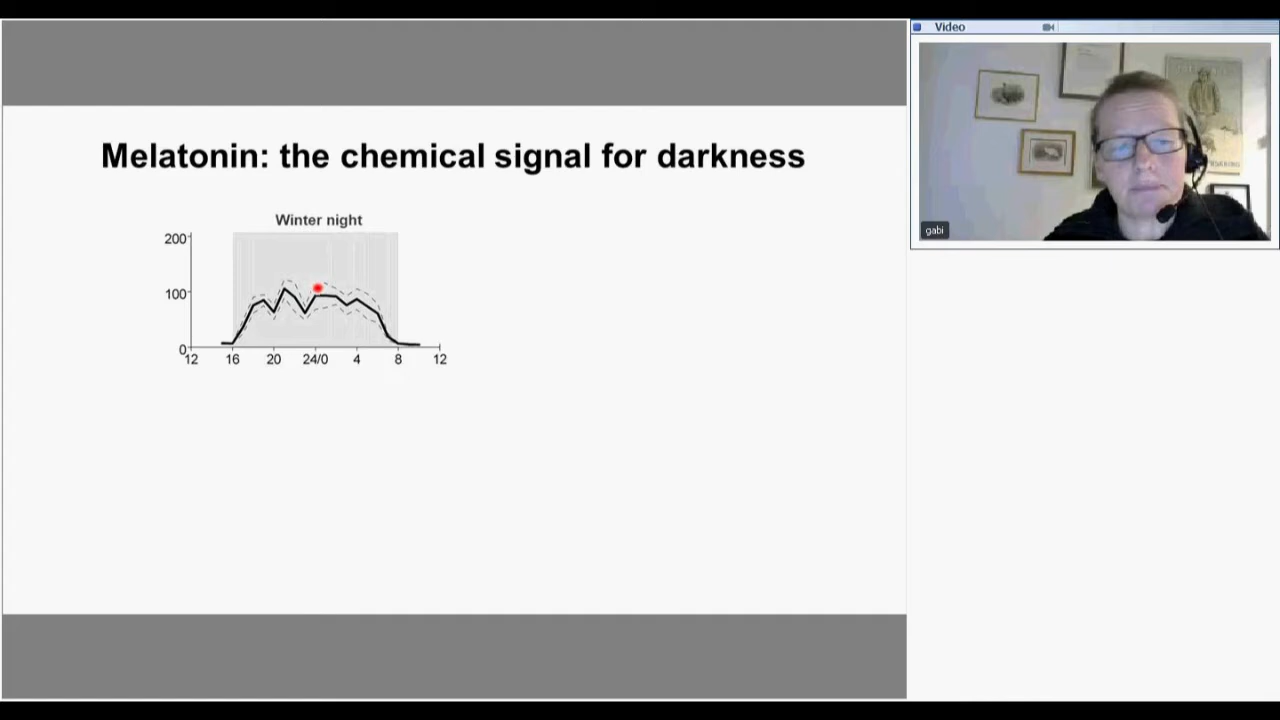 Video
Melatonin: the chemical signal for darkness
Winter night
200
100
0
12 16 20 24/0 4 8 12
gabi